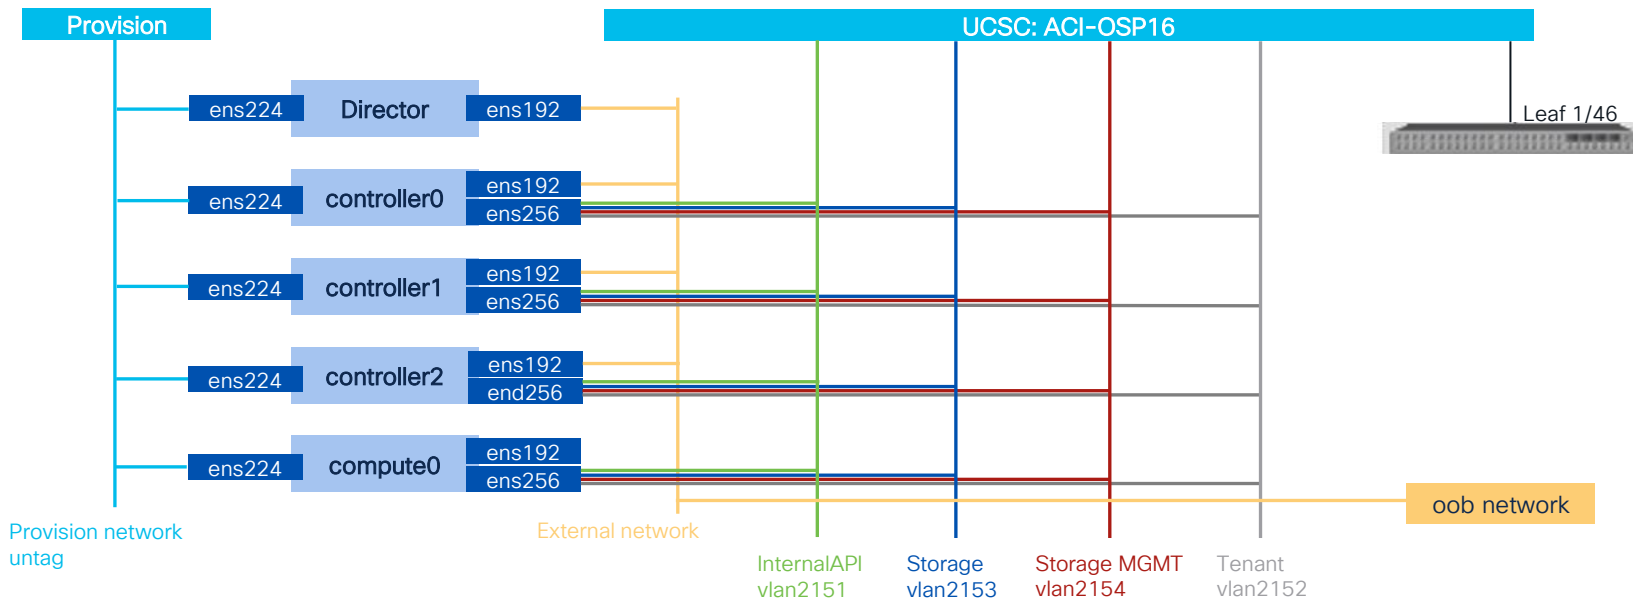 Provision
UCSC: ACI-OSP16
Leaf 1/46
ens224
Director
ens192
ens224
controller0
ens192
ens256
ens224
controller1
ens192
ens256
ens224
controller2
ens192
end256
ens224
compute0
ens192
ens256
oob network
Provision network
untag
External network
InternalAPI
vlan2151
Storage
vlan2153
Storage MGMT
vlan2154
Tenant
vlan2152